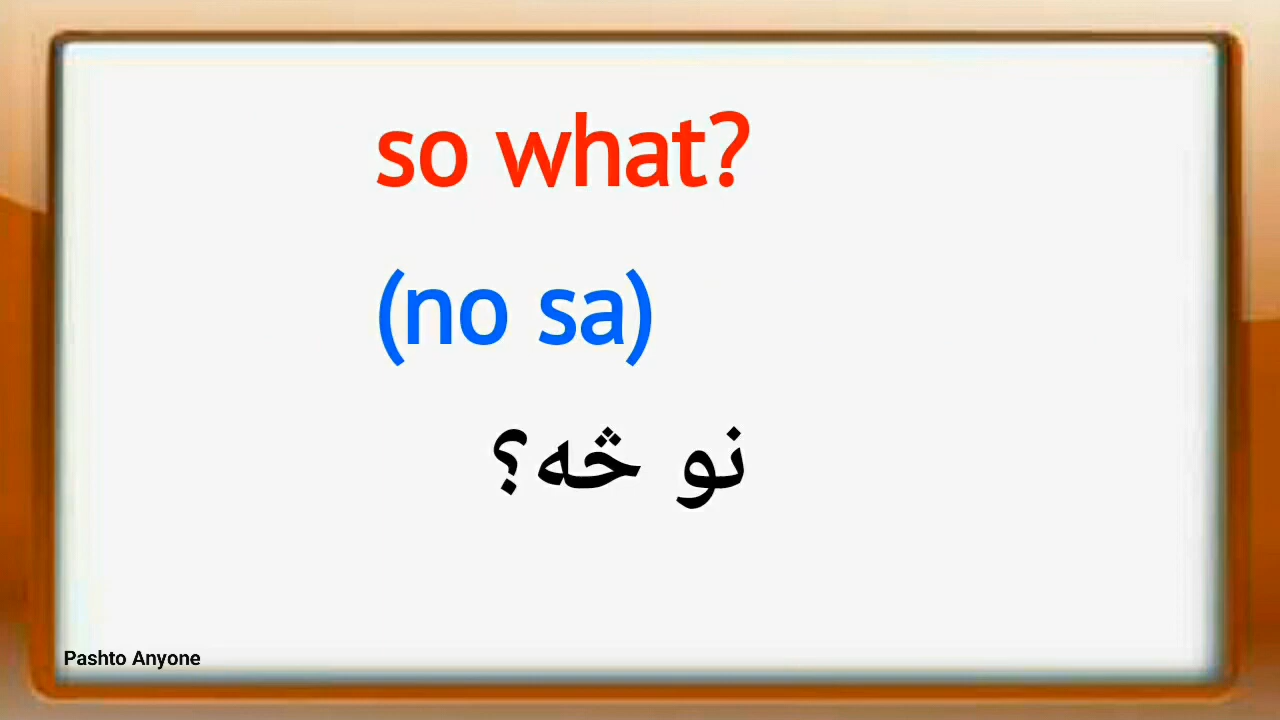 so what?
(no sa)
نو څه؟
Pashto Anyone